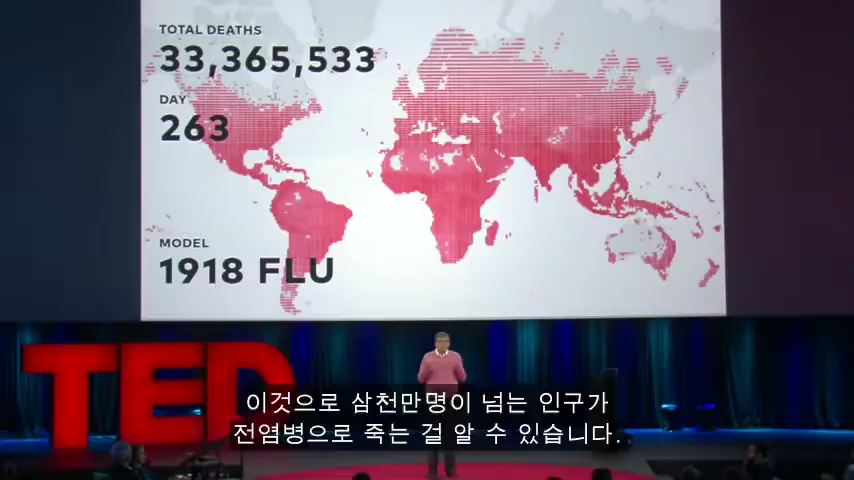 TOTAL DEATHS
33,365,533
DAY
263
MODEL
1918 FLU
TED
이것으로 삼천만명이 넘는 인구가
전염병으로 죽는 걸 알 수 있습니다.